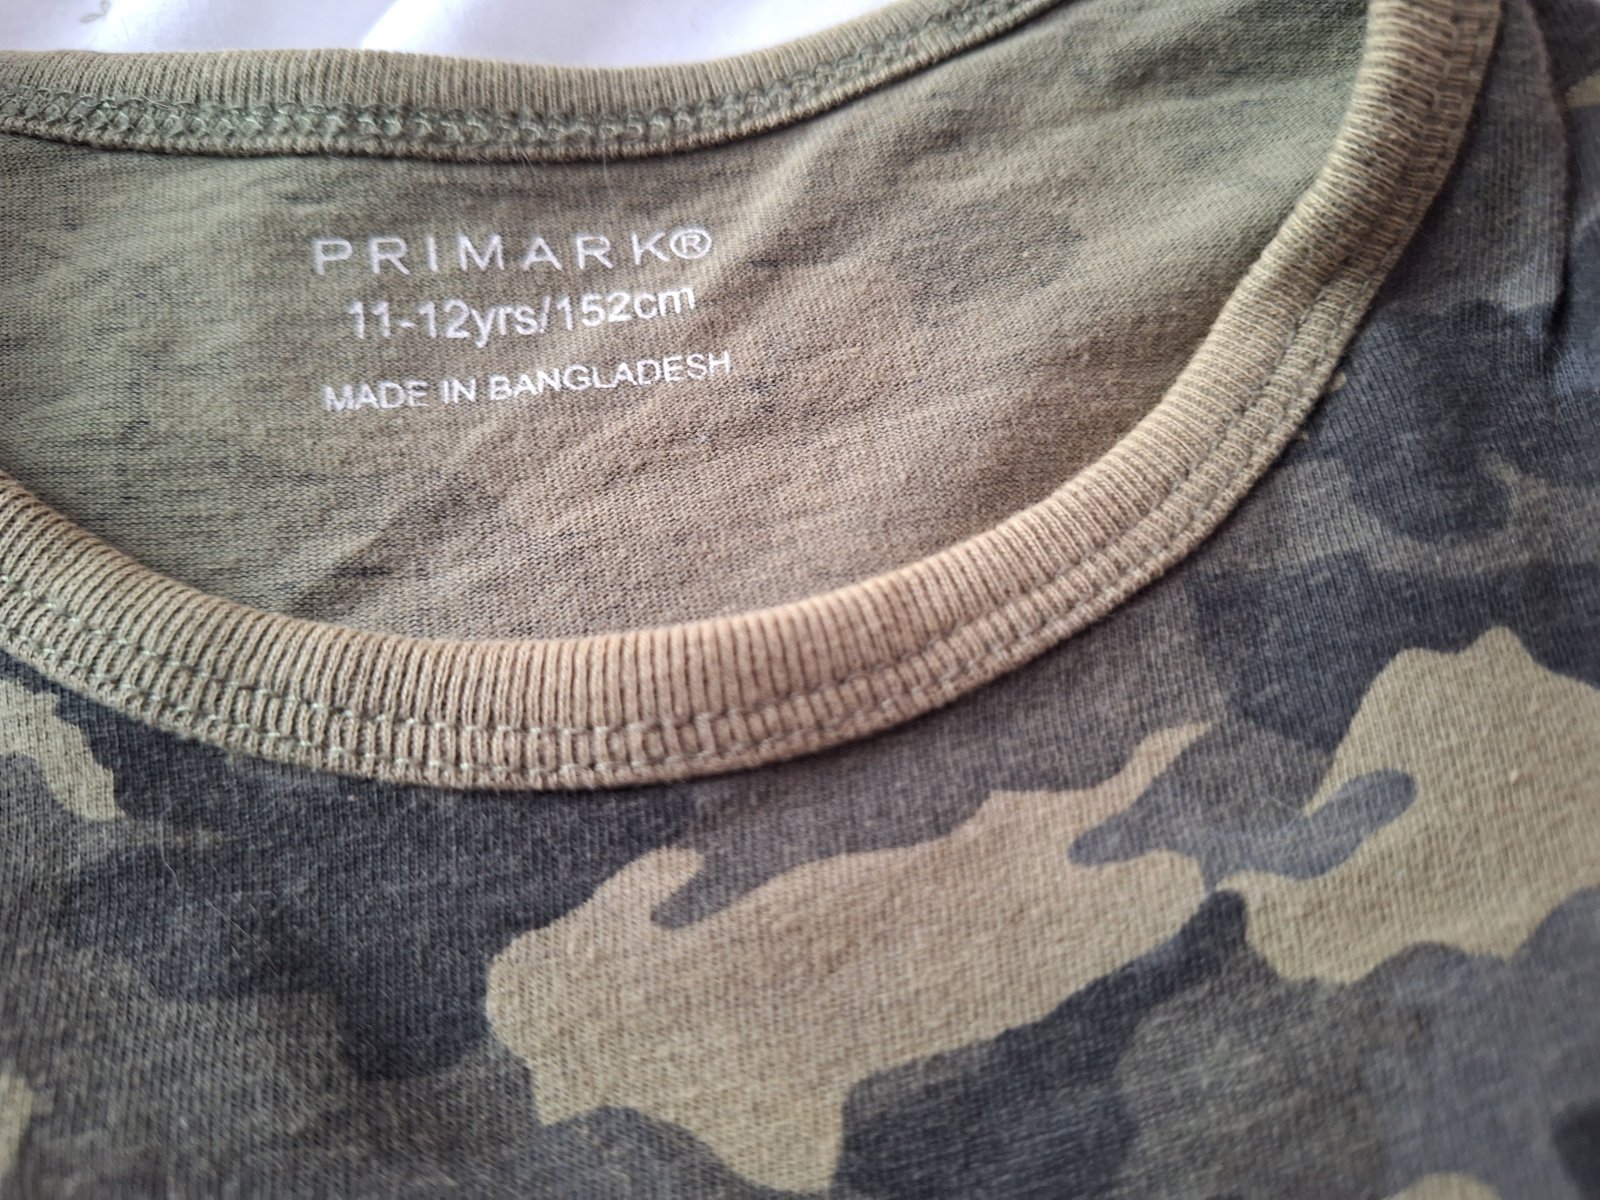 PRIMARK®
11-12yrs/152cm
MADE IN BANGLADESH